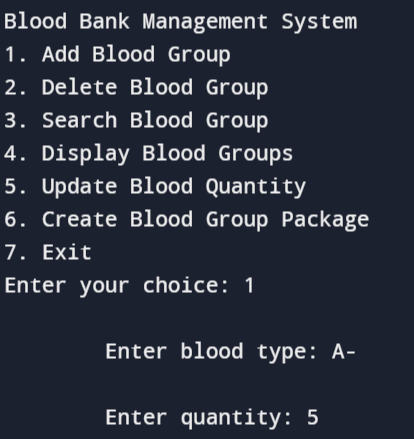 Blood Bank Management System
1. Add Blood Group
2. Delete Blood Group
3. Search Blood Group
4. Display Blood Groups
5. Update Blood Quantity
6. Create Blood Group Package
7. Exit
Enter your choice: 1
Enter blood type: A-
Enter quantity: 5